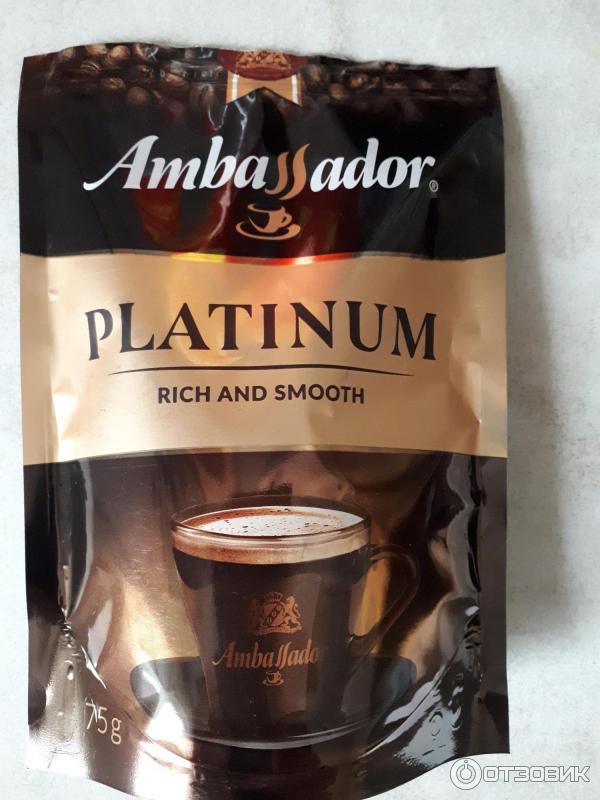 Ambassador®
PLATINUM
RICH AND SMOOTH
Ambassador
75g
ОТЗОВИК